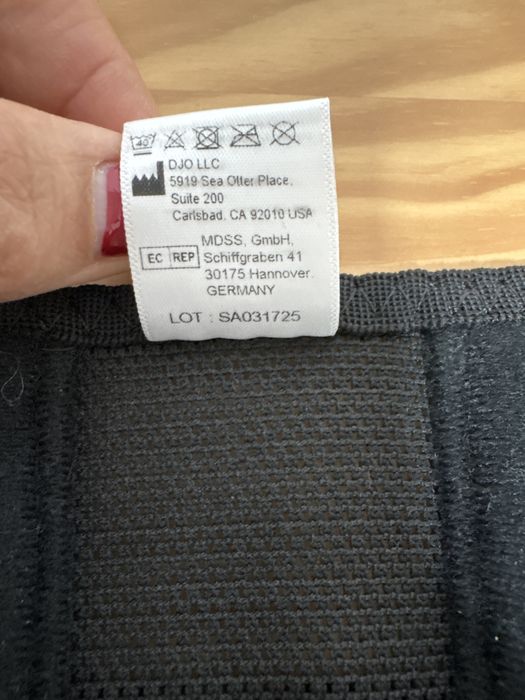 40
DJO LLC
5919 Sea Otter Place,
Suite 200
Carlsbad, CA 92010 USA
EC REP
MDSS, GmbH,
Schiffgraben 41
30175 Hannover.
GERMANY
LOT : SA031725